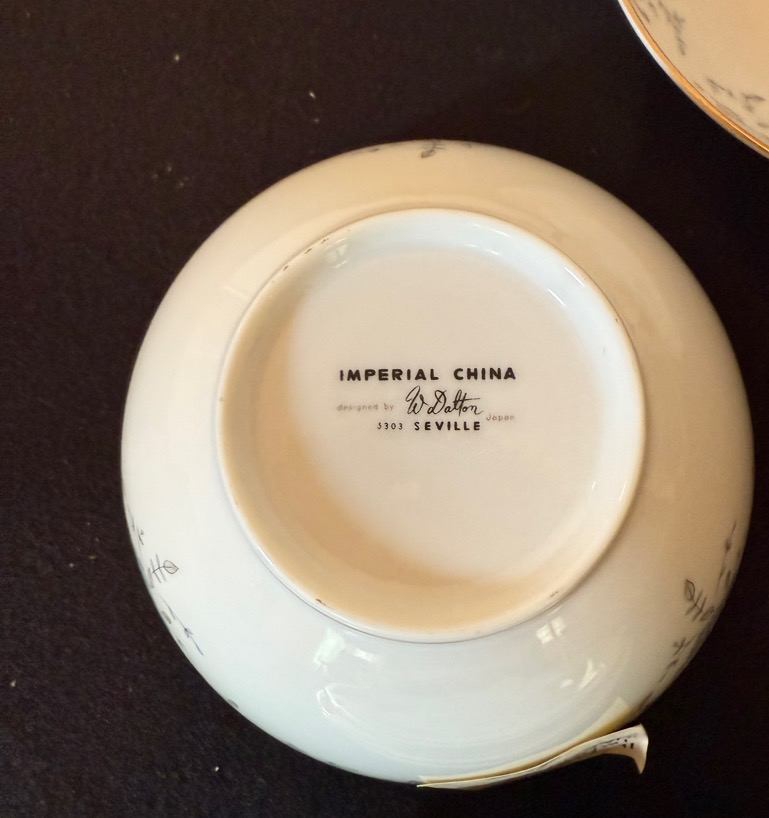 IMPERIAL CHINA
designed by W. Dalton Japan
5303 SEVILLE